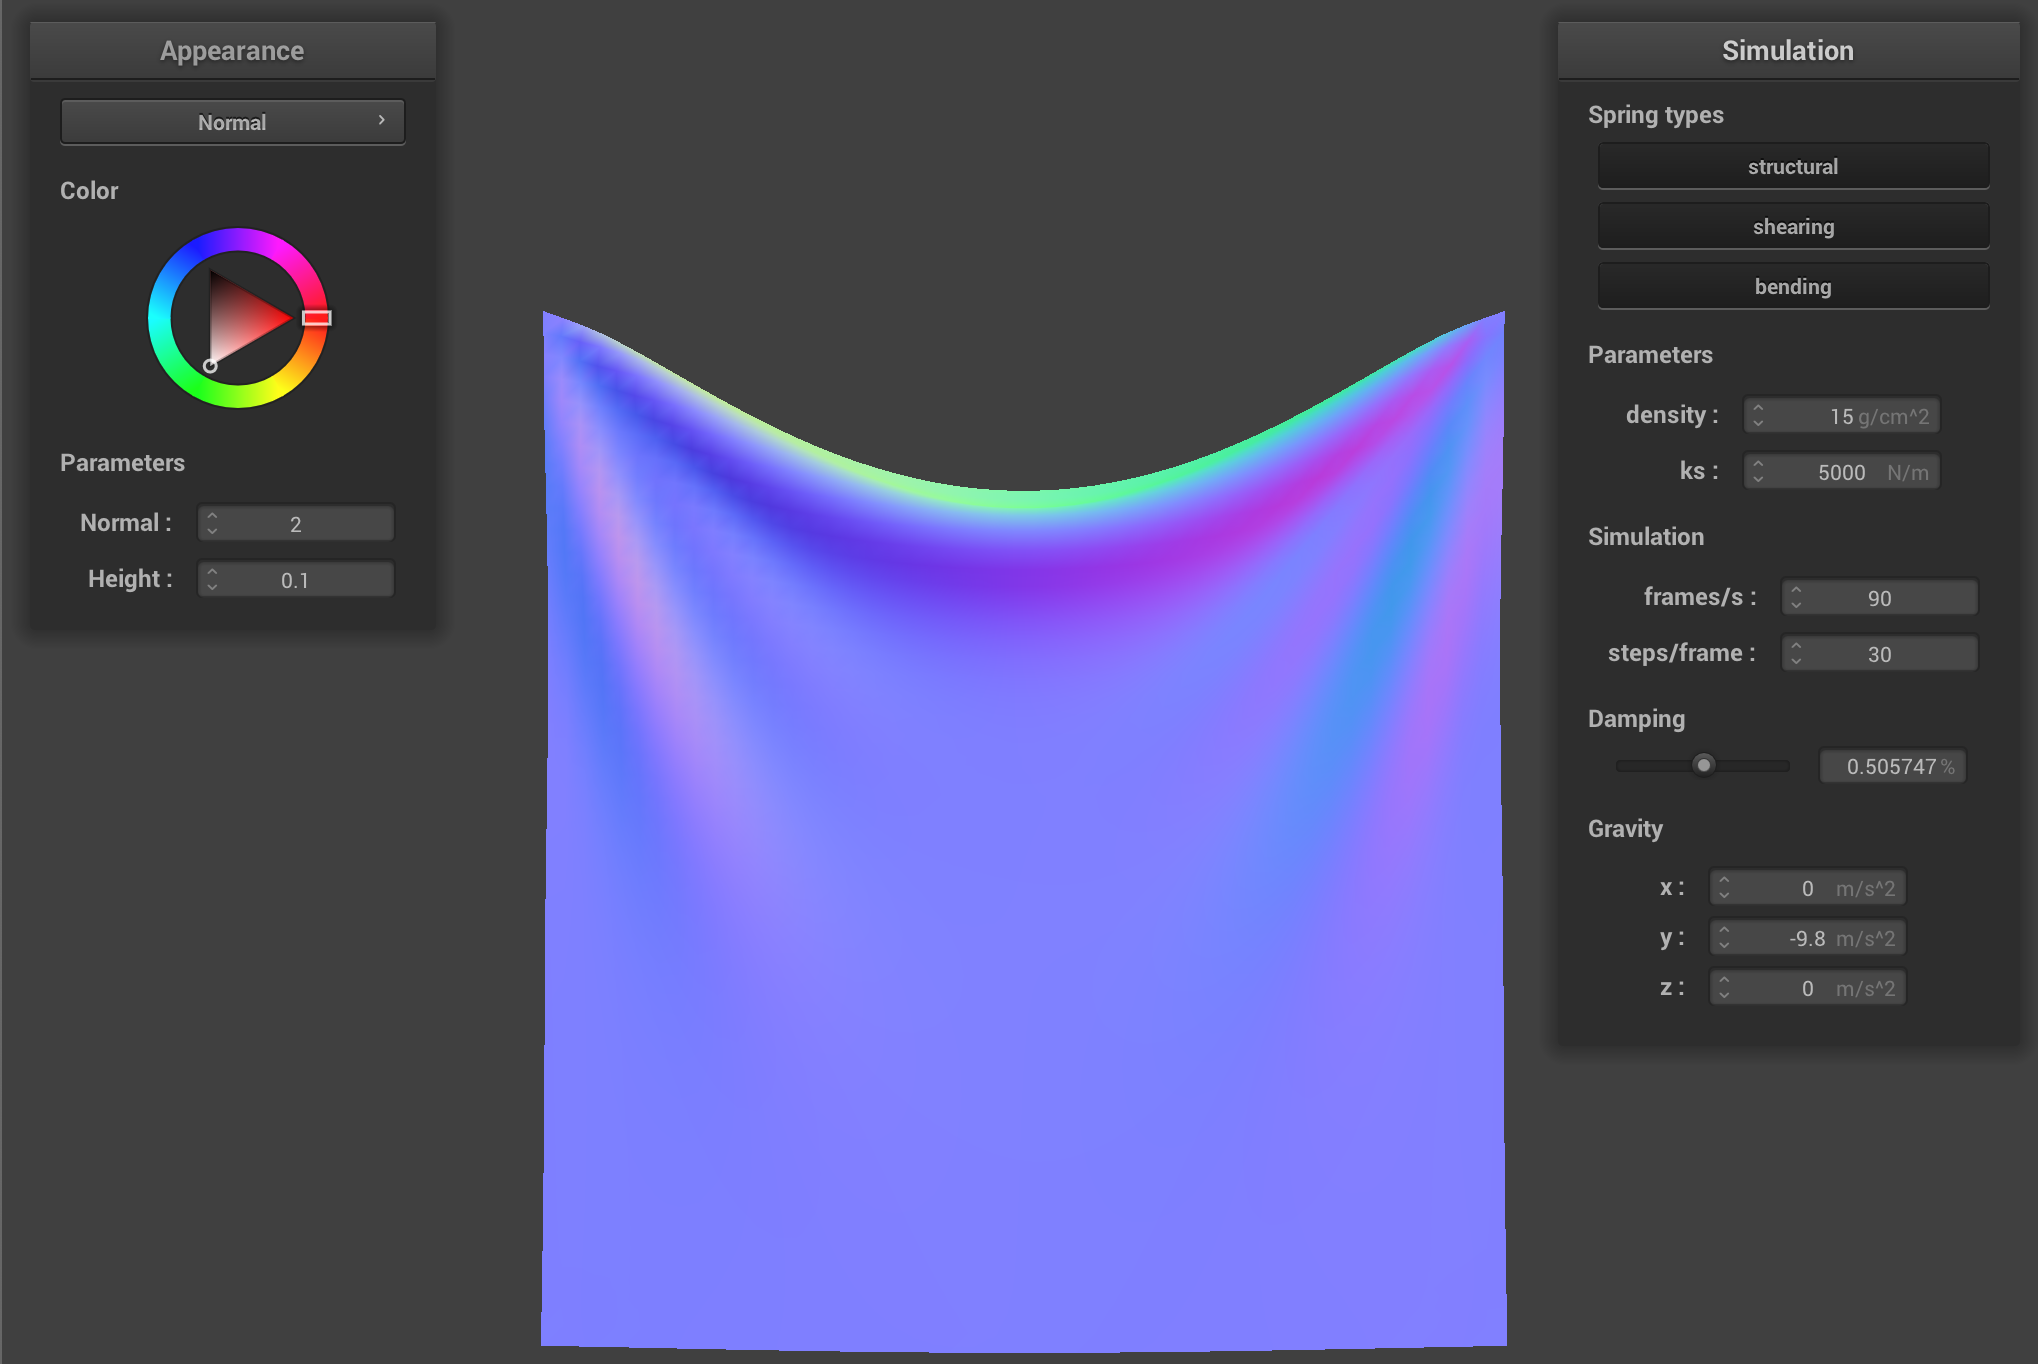 Appearance
Normal
Color
Parameters
Normal : 2
Height : 0.1
Simulation
Spring types
structural
shearing
bending
Parameters
density : 15 g/cm^2
ks : 5000 N/m
Simulation
frames/s : 90
steps/frame : 30
Damping
0.505747 %
Gravity
x : 0 m/s^2
y : -9.8 m/s^2
z : 0 m/s^2